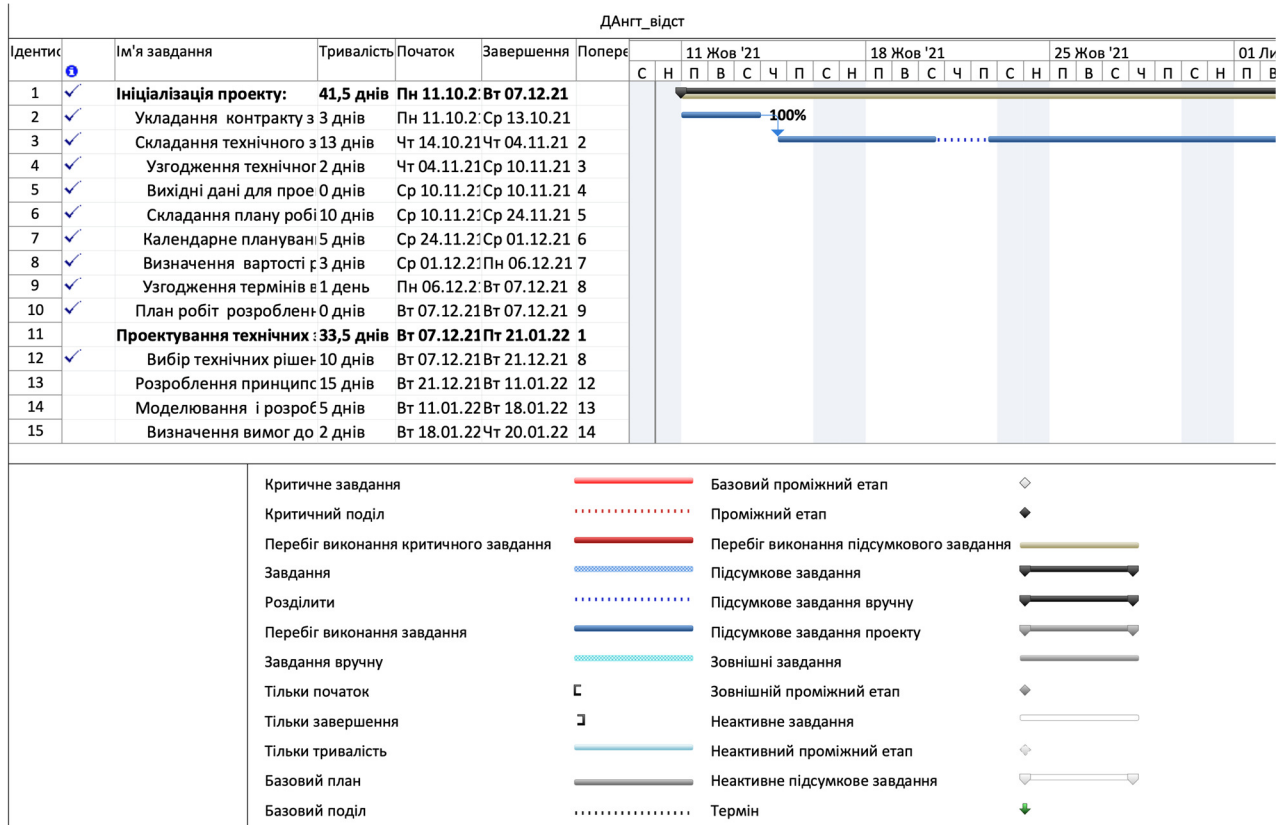 ДАнгт_відст
Ідентис Ім'я завдання Тривалість Початок Завершення Попере 11 Жов '21 18 Жов '21 25 Жов '21 01 Ли
С Н П В С Ч П С Н П В С Ч П С Н П В С Ч П С Н П В
1 Ініціалізація проекту: 41,5 днів Пн 11.10.2 Вт 07.12.21
2 Укладання контракту з 3 днів Пн 11.10.2 Ср 13.10.21 100%
3 Складання технічного з 13 днів Чт 14.10.21 Чт 04.11.21 2
4 Узгодження технічног 2 днів Чт 04.11.21 Ср 10.11.21 3
5 Вихідні дані для прое 0 днів Ср 10.11.21 Ср 10.11.21 4
6 Складання плану робі 10 днів Ср 10.11.21 Ср 24.11.21 5
7 Календарне плануван 5 днів Ср 24.11.21 Ср 01.12.21 6
8 Визначення вартості р 3 днів Ср 01.12.21 Пн 06.12.21 7
9 Узгодження термінів в 1 день Пн 06.12.2 Вт 07.12.21 8
10 План робіт розроблен 0 днів Вт 07.12.21 Вт 07.12.21 9
11 Проектування технічних 33,5 днів Вт 07.12.21 Пт 21.01.22 1
12 Вибір технічних рішен 10 днів Вт 07.12.21 Вт 21.12.21 8
13 Розроблення принципо 15 днів Вт 21.12.21 Вт 11.01.22 12
14 Моделювання і розроб 5 днів Вт 11.01.22 Вт 18.01.22 13
15 Визначення вимог до 2 днів Вт 18.01.22 Чт 20.01.22 14
Критичне завдання Базовий проміжний етап
Критичний поділ Проміжний етап
Перебіг виконання критичного завдання Перебіг виконання підсумкового завдання
Завдання Підсумкове завдання
Розділити Підсумкове завдання вручну
Перебіг виконання завдання Підсумкове завдання проекту
Завдання вручну Зовнішні завдання
Тільки початок Зовнішній проміжний етап
Тільки завершення Неактивне завдання
Тільки тривалість Неактивний проміжний етап
Базовий план Неактивне підсумкове завдання
Базовий поділ Термін